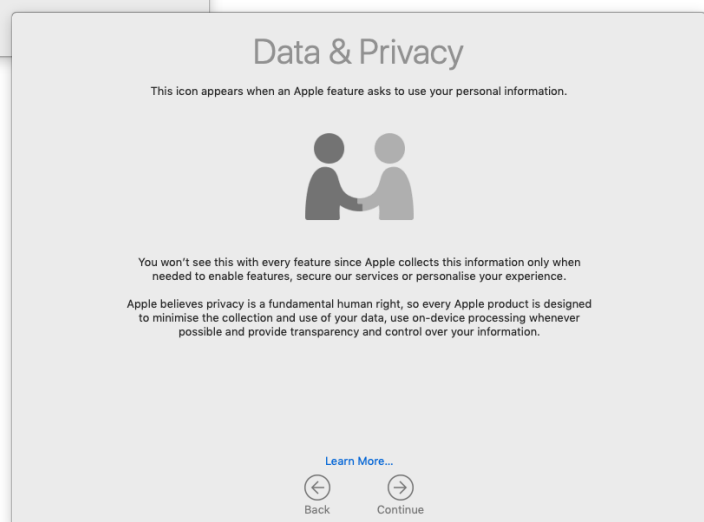 Data & Privacy
This icon appears when an Apple feature asks to use your personal information.
You won't see this with every feature since Apple collects this information only when
needed to enable features, secure our services or personalise your experience.
Apple believes privacy is a fundamental human right, so every Apple product is designed
to minimise the collection and use of your data, use on-device processing whenever
possible and provide transparency and control over your information.
Learn More...
Back
Continue